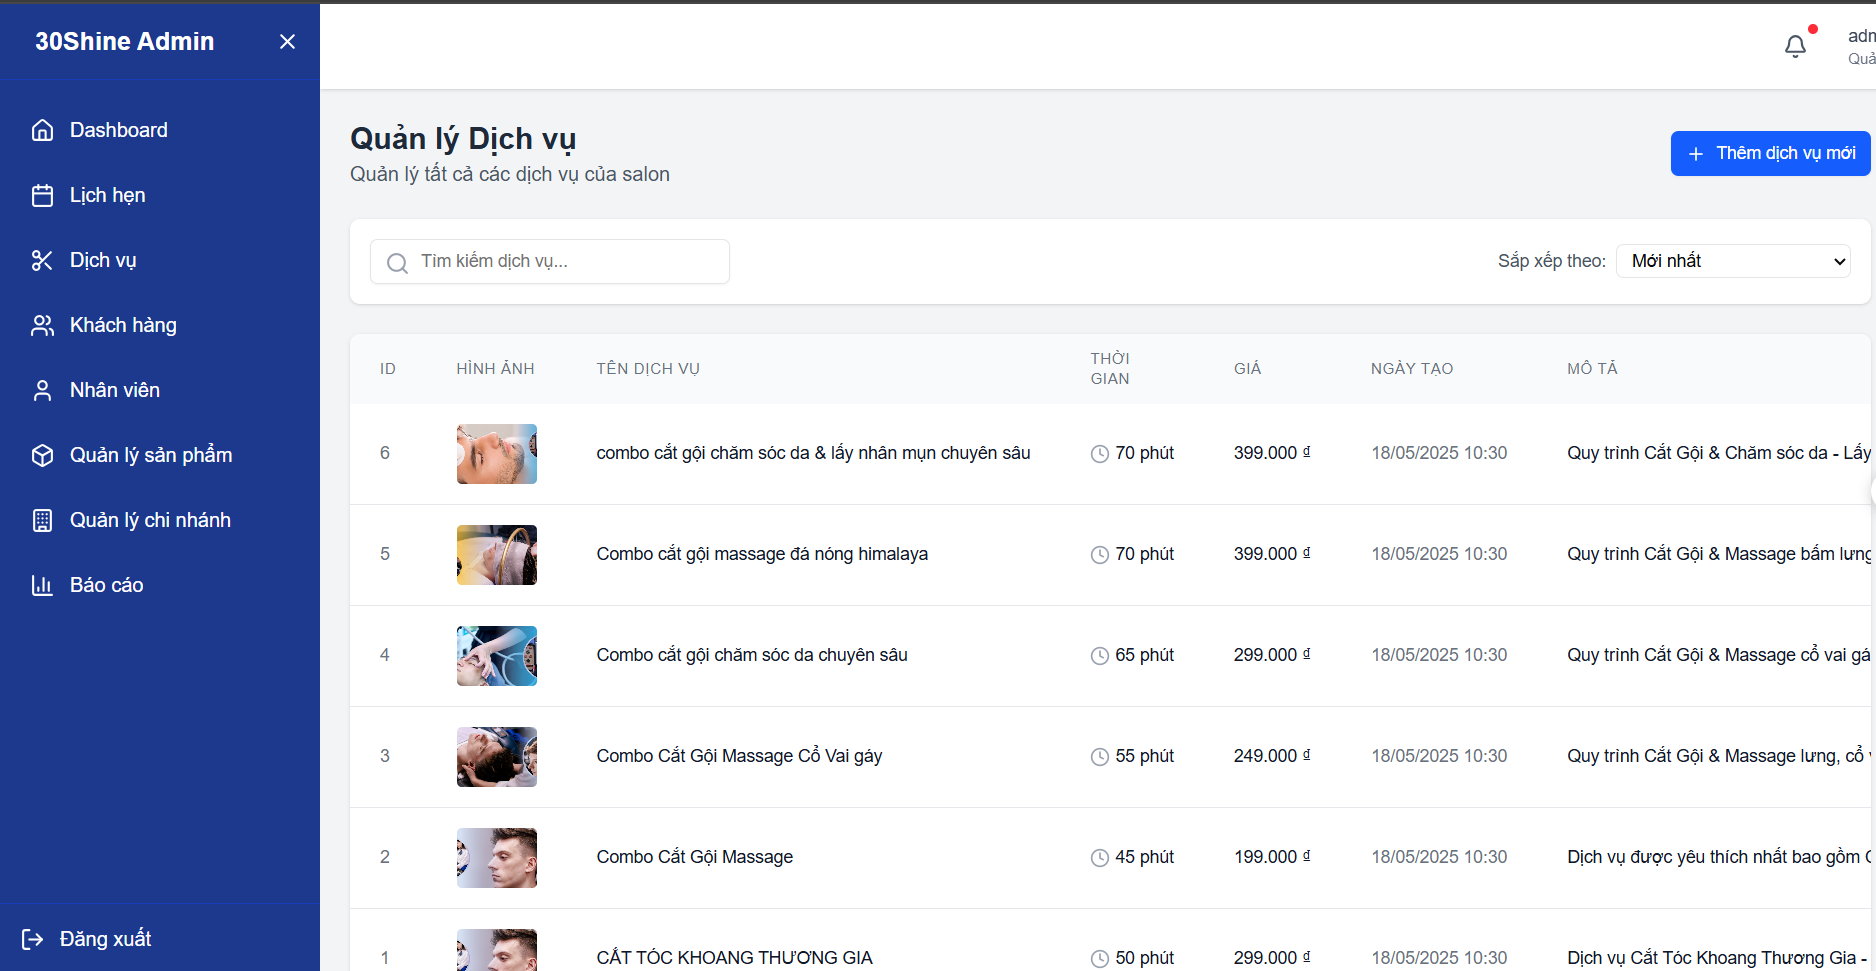 30Shine Admin
Dashboard
Lịch hẹn
Dịch vụ
Khách hàng
Nhân viên
Quản lý sản phẩm
Quản lý chi nhánh
Báo cáo
Đăng xuất
Quản lý Dịch vụ
Quản lý tất cả các dịch vụ của salon
Thêm dịch vụ mới
Tìm kiếm dịch vụ...
Sắp xếp theo: Mới nhất
ID HÌNH ẢNH TÊN DỊCH VỤ THỜI GIAN GIÁ NGÀY TẠO MÔ TẢ
6 combo cắt gội chăm sóc da & lấy nhân mụn chuyên sâu 70 phút 399.000 ₫ 18/05/2025 10:30 Quy trình Cắt Gội & Chăm sóc da - Lấy
5 Combo cắt gội massage đá nóng himalaya 70 phút 399.000 ₫ 18/05/2025 10:30 Quy trình Cắt Gội & Massage bấm lưng
4 Combo cắt gội chăm sóc da chuyên sâu 65 phút 299.000 ₫ 18/05/2025 10:30 Quy trình Cắt Gội & Massage cổ vai gá
3 Combo Cắt Gội Massage Cổ Vai gáy 55 phút 249.000 ₫ 18/05/2025 10:30 Quy trình Cắt Gội & Massage lưng, cổ
2 Combo Cắt Gội Massage 45 phút 199.000 ₫ 18/05/2025 10:30 Dịch vụ được yêu thích nhất bao gồm
1 CẮT TÓC KHOANG THƯƠNG GIA 50 phút 299.000 ₫ 18/05/2025 10:30 Dịch vụ Cắt Tóc Khoang Thương Gia -